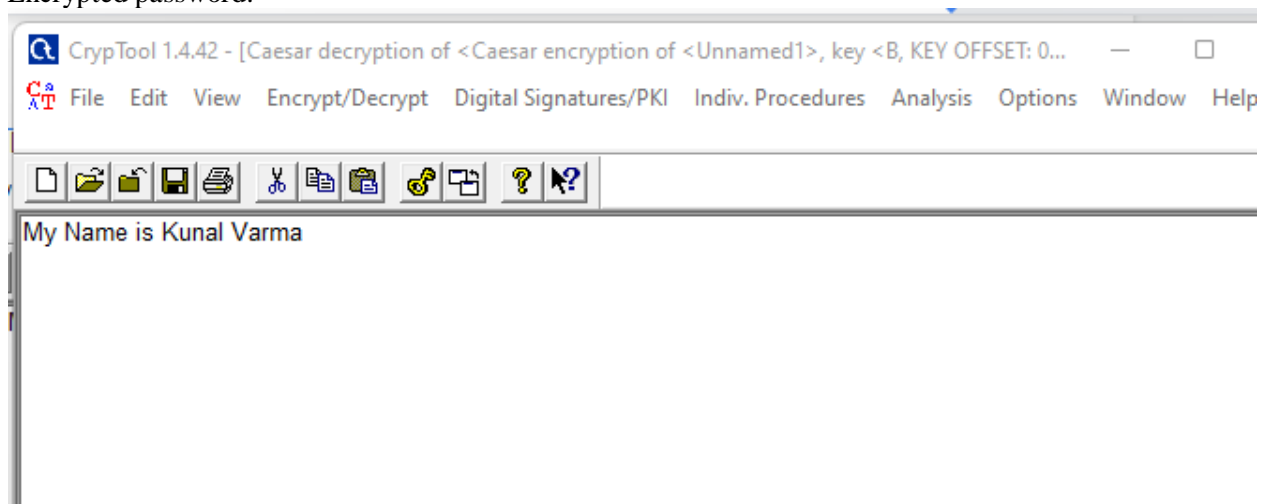 Encrypted password:
CrypTool 1.4.42 - [Caesar decryption of <Caesar encryption of <Unnamed1>, key <B, KEY OFFSET: 0...
File Edit View Encrypt/Decrypt Digital Signatures/PKI Indiv. Procedures Analysis Options Window Help
My Name is Kunal Varma